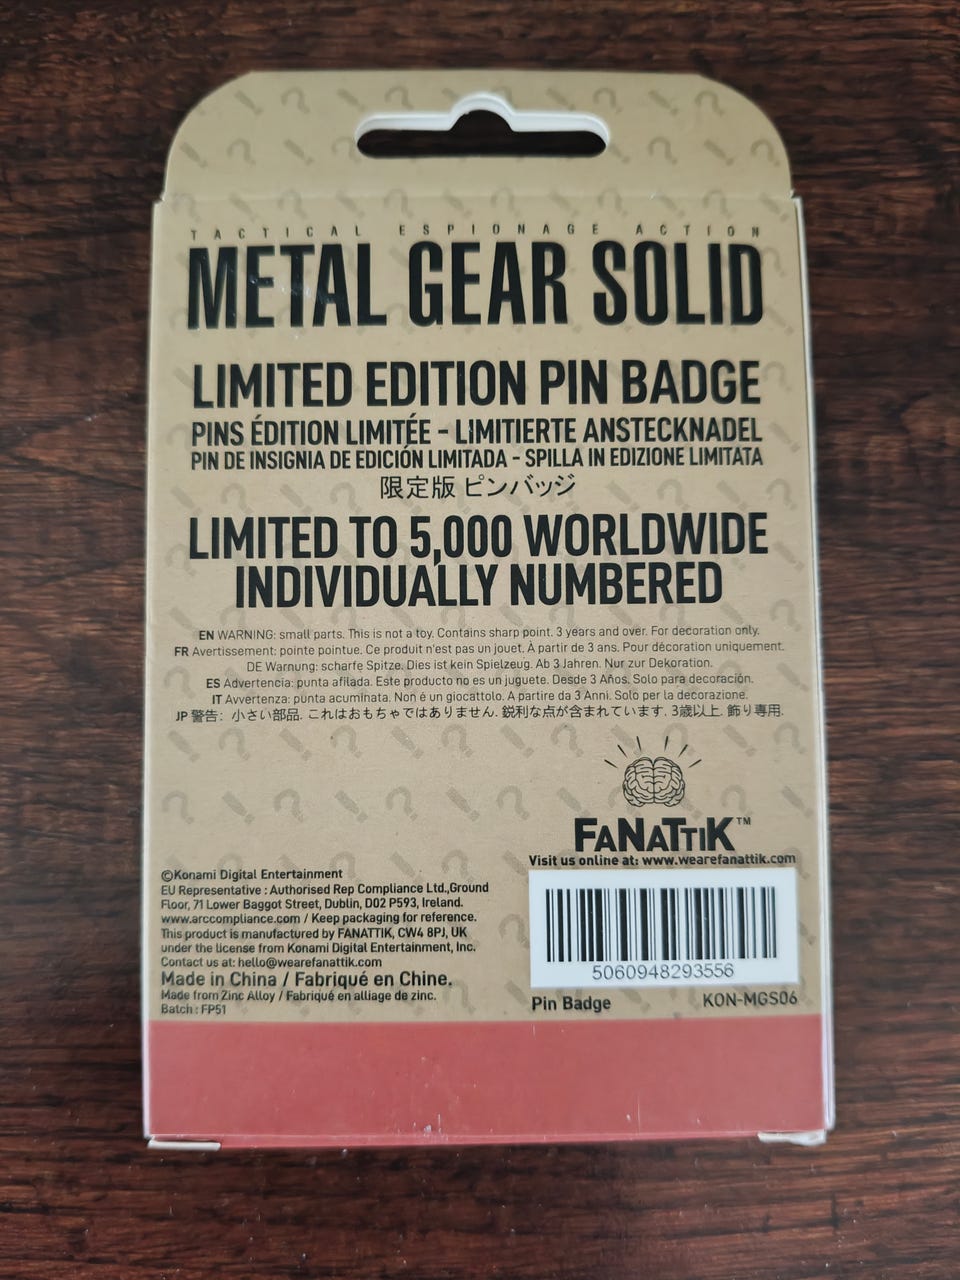 TACTICAL ESPIONAGE ACTION
METAL GEAR SOLID
LIMITED EDITION PIN BADGE
PINS ÉDITION LIMITÉE - LIMITIERTE ANSTECKNADEL
PIN DE INSIGNIA DE EDICIÓN LIMITADA - SPILLA IN EDIZIONE LIMITATA
限定版 ピンバッジ
LIMITED TO 5,000 WORLDWIDE
INDIVIDUALLY NUMBERED
EN WARNING: small parts. This is not a toy. Contains sharp point. 3 years and over. For decoration only.
FR Avertissement: pointe pointue. Ce produit n'est pas un jouet. À partir de 3 ans. Pour décoration uniquement.
DE Warnung: scharfe Spitze. Dies ist kein Spielzeug. Ab 3 Jahren. Nur zur Dekoration.
ES Advertencia: punta afilada. Este producto no es un juguete. Desde 3 Años. Solo para decoración.
IT Avvertenza: punta acuminata. Non é un giocattolo. A partire da 3 Anni. Solo per la decorazione.
JP 警告: 小さい部品. これはおもちゃではありません. 鋭利な点が含まれています. 3歳以上. 飾り専用.
FANATTIK™
Visit us online at: www.wearefanattik.com
©Konami Digital Entertainment
EU Representative : Authorised Rep Compliance Ltd.,Ground
Floor, 71 Lower Baggot Street, Dublin, D02 P593, Ireland.
www.arccompliance.com / Keep packaging for reference.
This product is manufactured by FANATTIK, CW4 8PJ, UK
under the license from Konami Digital Entertainment, Inc.
Contact us at: hello@wearefanattik.com
Made in China / Fabriqué en Chine.
Made from Zinc Alloy / Fabriqué en alliage de zinc.
Batch : FP51
5060948293556
Pin Badge KON-MGS06